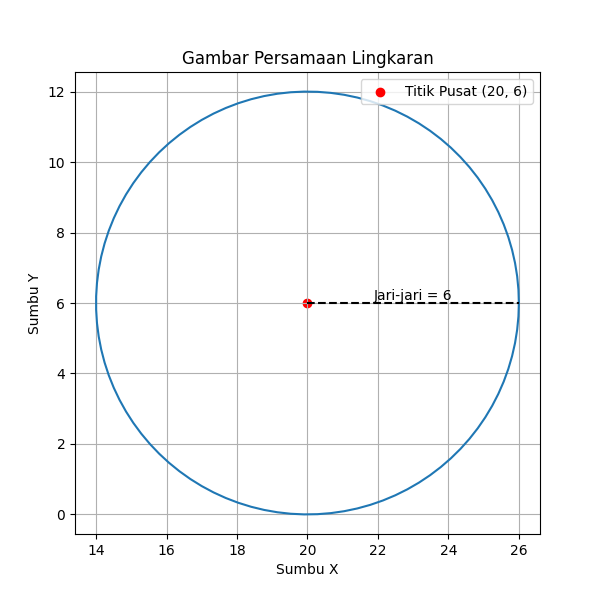 Gambar Persamaan Lingkaran
Titik Pusat (20, 6)
12
10
8
6
4
2
0
Sumbu Y
Jari-jari = 6
14 16 18 20 22 24 26
Sumbu X